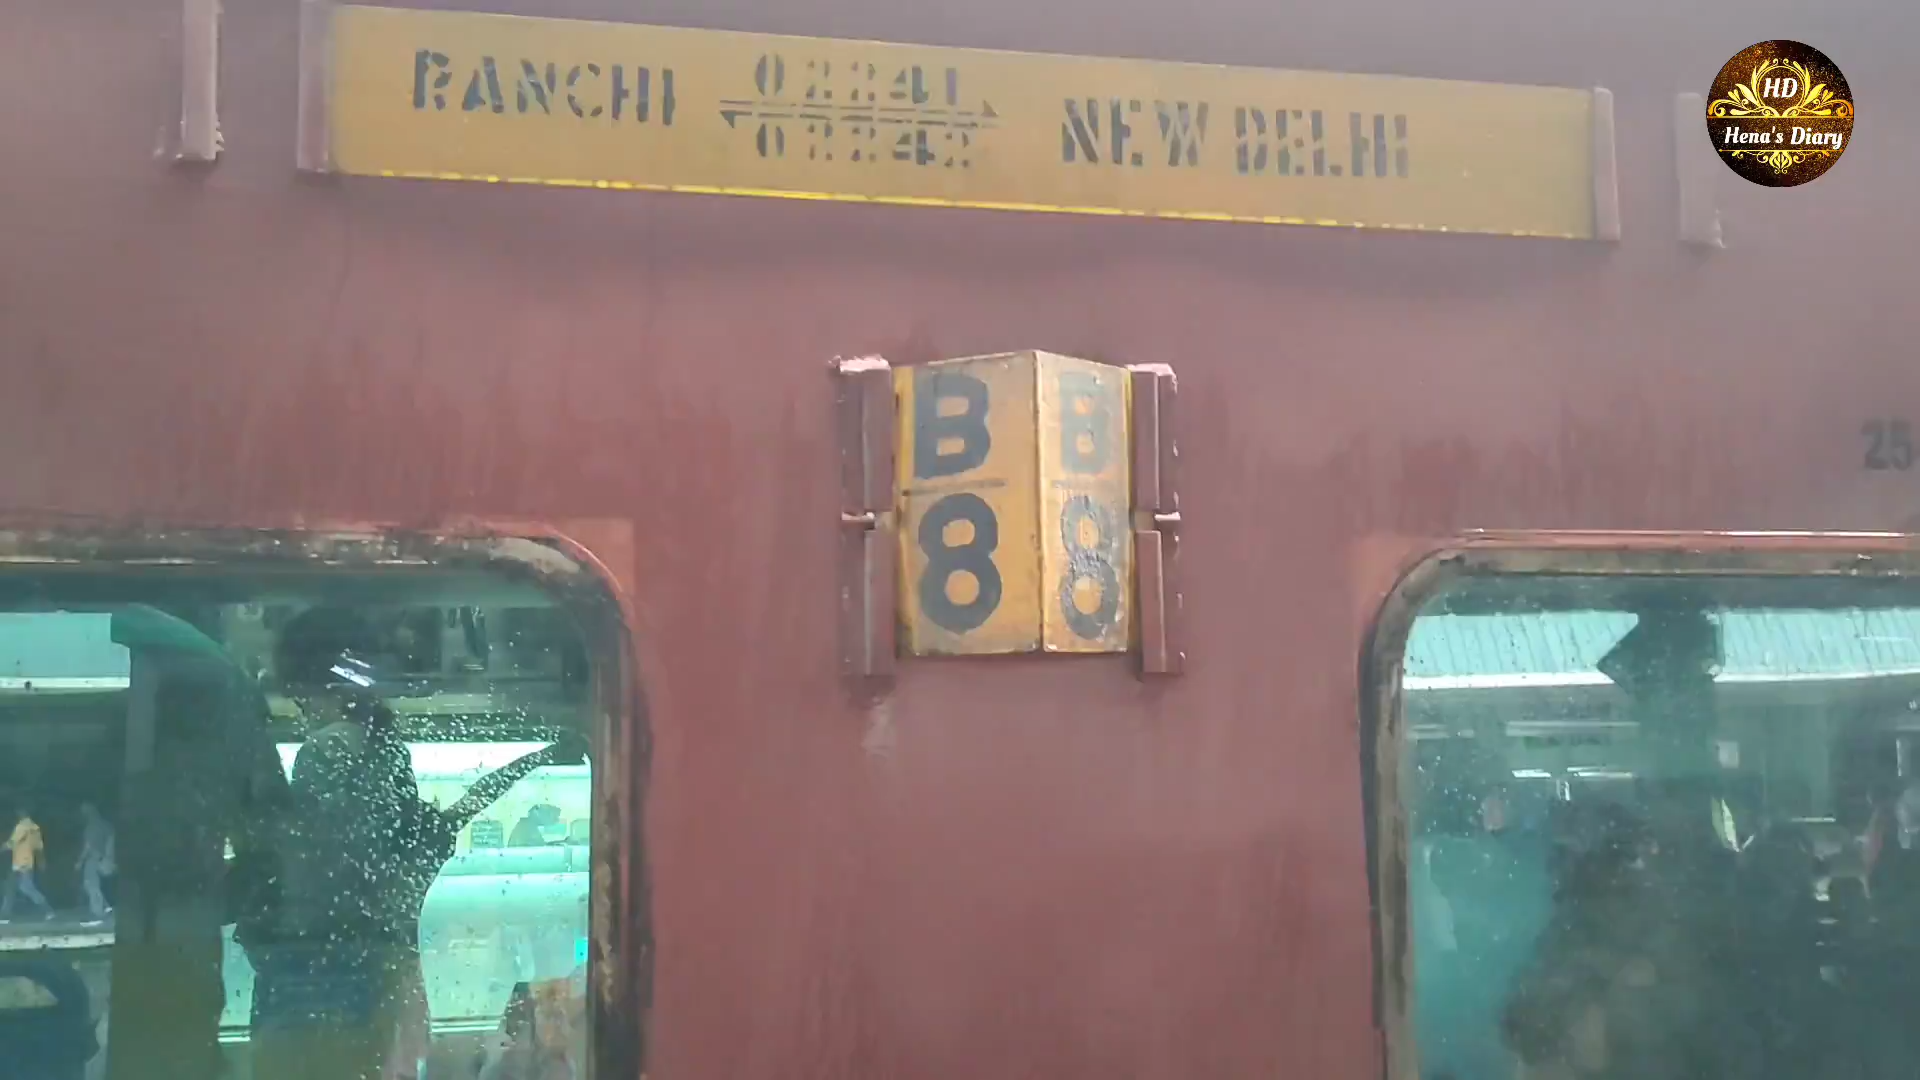 RANCHI
02241
02242
NEW DELHI
HD
Hena's Diary
B
8
B
8
25